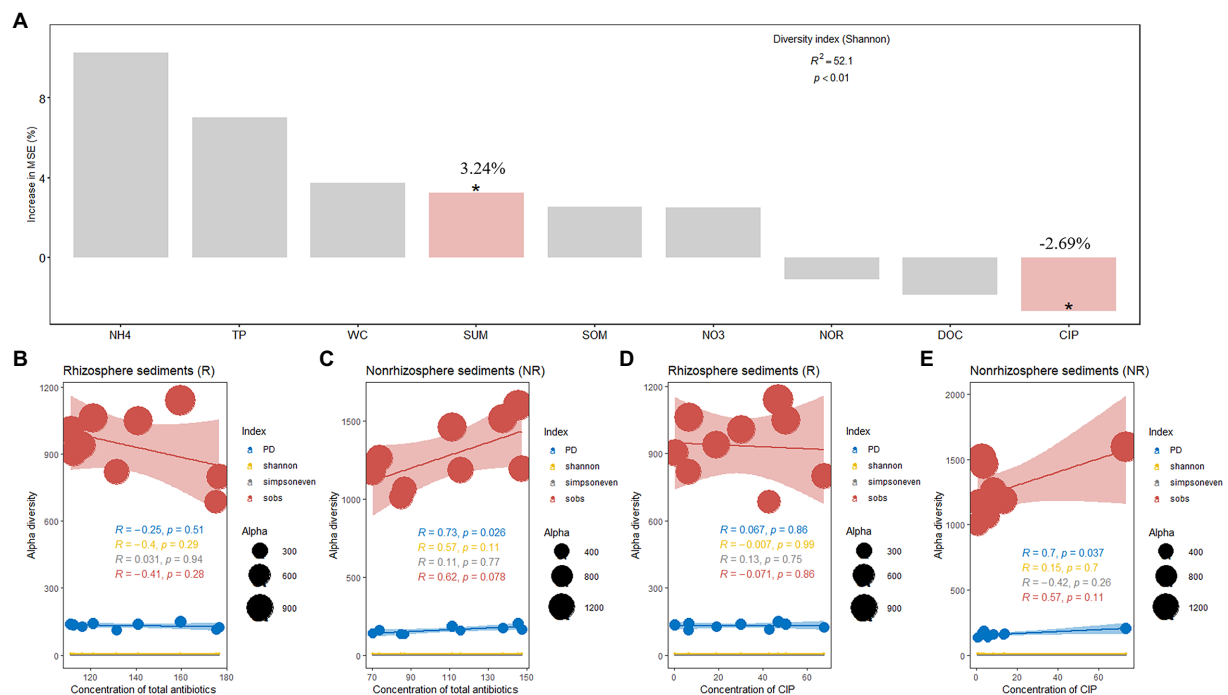 A
Diversity index (Shannon)
R² = 52.1
p < 0.01
Increase in MSE (%)
8
4
0
3.24%
*
-2.69%
*
NH4 TP WC SUM SOM NO3 NOR DOC CIP
B
Rhizosphere sediments (R)
Alpha diversity
1200
900
600
300
0
R = −0.25, p = 0.51
R = −0.4, p = 0.29
R = 0.031, p = 0.94
R = −0.41, p = 0.28
120 140 160 180
Concentration of total antibiotics
Index
PD
shannon
simpsoneven
sobs
Alpha
300
600
900
C
Nonrhizosphere sediments (NR)
Alpha diversity
1500
1000
500
0
R = 0.73, p = 0.026
R = 0.57, p = 0.11
R = 0.11, p = 0.77
R = 0.62, p = 0.078
70 90 110 130 150
Concentration of total antibiotics
Index
PD
shannon
simpsoneven
sobs
Alpha
400
800
1200
D
Rhizosphere sediments (R)
Alpha diversity
1200
900
600
300
0
R = 0.067, p = 0.86
R = −0.007, p = 0.99
R = 0.13, p = 0.75
R = −0.071, p = 0.86
0 20 40 60
Concentration of CIP
Index
PD
shannon
simpsoneven
sobs
Alpha
300
600
900
E
Nonrhizosphere sediments (NR)
Alpha diversity
2000
1500
1000
500
0
R = 0.7, p = 0.037
R = 0.15, p = 0.7
R = −0.42, p = 0.26
R = 0.57, p = 0.11
0 20 40 60
Concentration of CIP
Index
PD
shannon
simpsoneven
sobs
Alpha
400
800
1200